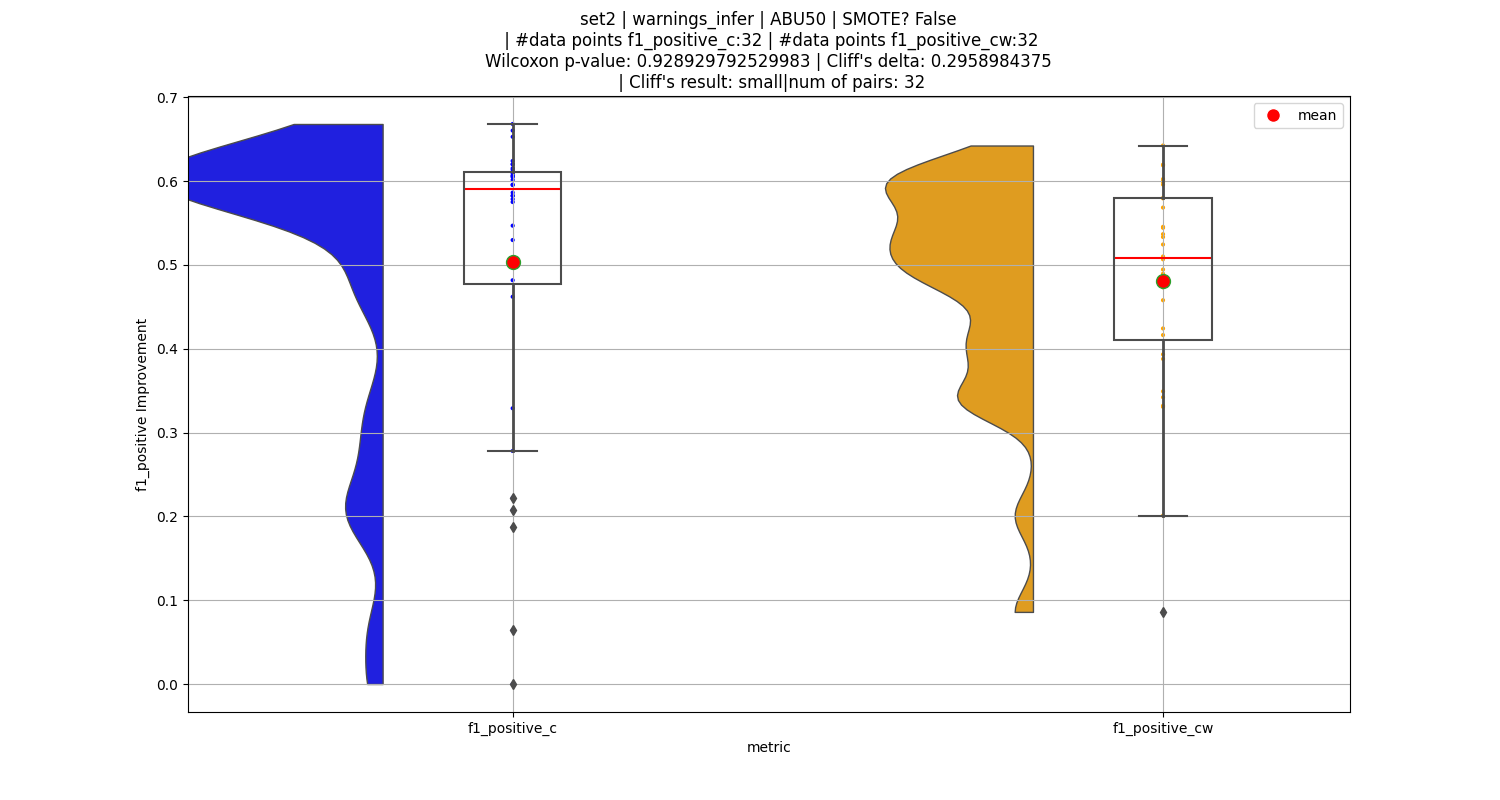 set2 | warnings_infer | ABU50 | SMOTE? False
| #data points f1_positive_c:32 | #data points f1_positive_cw:32
Wilcoxon p-value: 0.928929792529983 | Cliff's delta: 0.2958984375
| Cliff's result: small|num of pairs: 32
mean
0.7
0.6
0.5
0.4
0.3
0.2
0.1
0.0
f1_positive Improvement
f1_positive_c
f1_positive_cw
metric